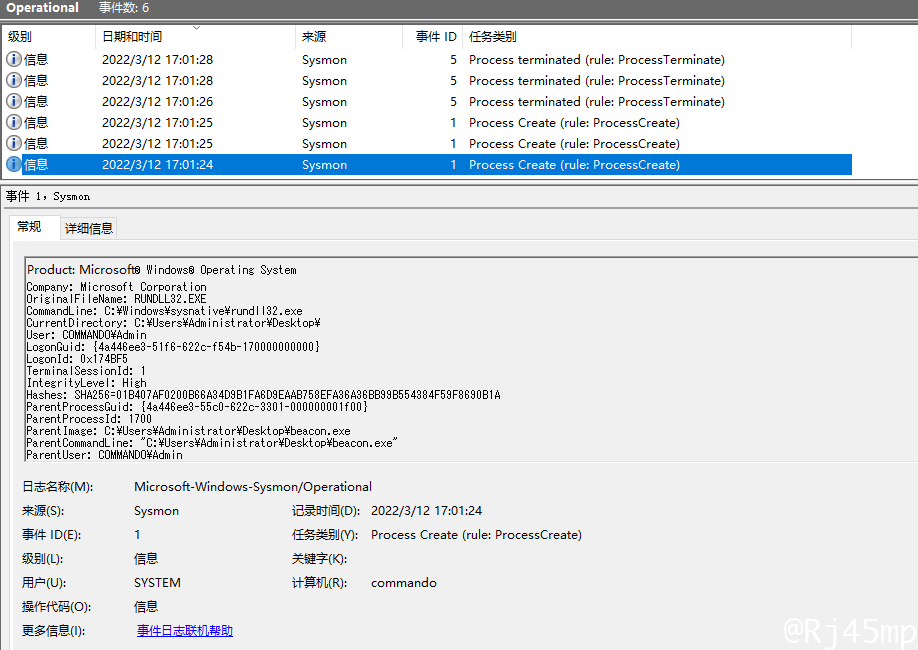 Operational 事件数: 6
级别 日期和时间 来源 事件 ID 任务类别
信息 2022/3/12 17:01:28 Sysmon 5 Process terminated (rule: ProcessTerminate)
信息 2022/3/12 17:01:28 Sysmon 5 Process terminated (rule: ProcessTerminate)
信息 2022/3/12 17:01:26 Sysmon 5 Process terminated (rule: ProcessTerminate)
信息 2022/3/12 17:01:25 Sysmon 1 Process Create (rule: ProcessCreate)
信息 2022/3/12 17:01:25 Sysmon 1 Process Create (rule: ProcessCreate)
信息 2022/3/12 17:01:24 Sysmon 1 Process Create (rule: ProcessCreate)
事件 1，Sysmon
常规 详细信息
Product: Microsoft® Windows® Operating System
Company: Microsoft Corporation
OriginalFileName: RUNDLL32.EXE
CommandLine: C:¥Windows¥sysnative¥rundll32.exe
CurrentDirectory: C:¥Users¥Administrator¥Desktop¥
User: COMMANDO¥Admin
LogonGuid: {4a446ee3-51f6-622c-f54b-170000000000}
LogonId: 0x174BF5
TerminalSessionId: 1
IntegrityLevel: High
Hashes: SHA256=01B407AF0200B66A34D9B1FA6D9EAAB758EFA36A36BB99B554384F59F8690B1A
ParentProcessGuid: {4a446ee3-55c0-622c-3301-000000001f00}
ParentProcessId: 1700
ParentImage: C:¥Users¥Administrator¥Desktop¥beacon.exe
ParentCommandLine: "C:¥Users¥Administrator¥Desktop¥beacon.exe"
ParentUser: COMMANDO¥Admin
日志名称(M): Microsoft-Windows-Sysmon/Operational
来源(S): Sysmon 记录时间(D): 2022/3/12 17:01:24
事件 ID(E): 1 任务类别(Y): Process Create (rule: ProcessCreate)
级别(L): 信息 关键字(K):
用户(U): SYSTEM 计算机(R): commando
操作代码(O): 信息
更多信息(I): 事件日志联机帮助
@Rj45mp